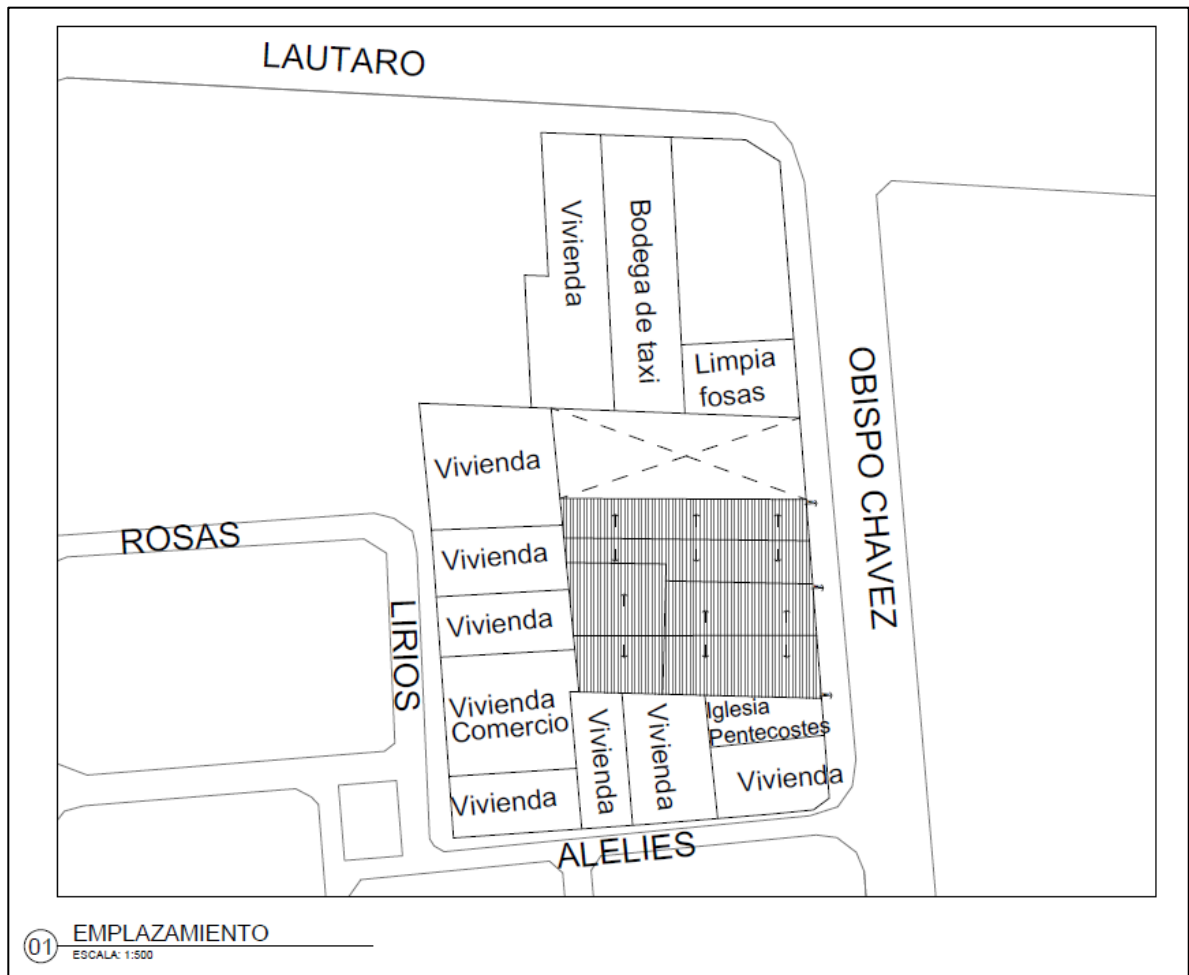 LAUTARO
Vivienda
Bodega de taxi
Limpia
fosas
OBISPO CHAVEZ
Vivienda
ROSAS
Vivienda
LIRIOS
Vivienda
Vivienda
Comercio
Vivienda
Vivienda
Vivienda
Iglesia
Pentecostes
Vivienda
ALELIES
01
EMPLAZAMIENTO
ESCALA: 1:500